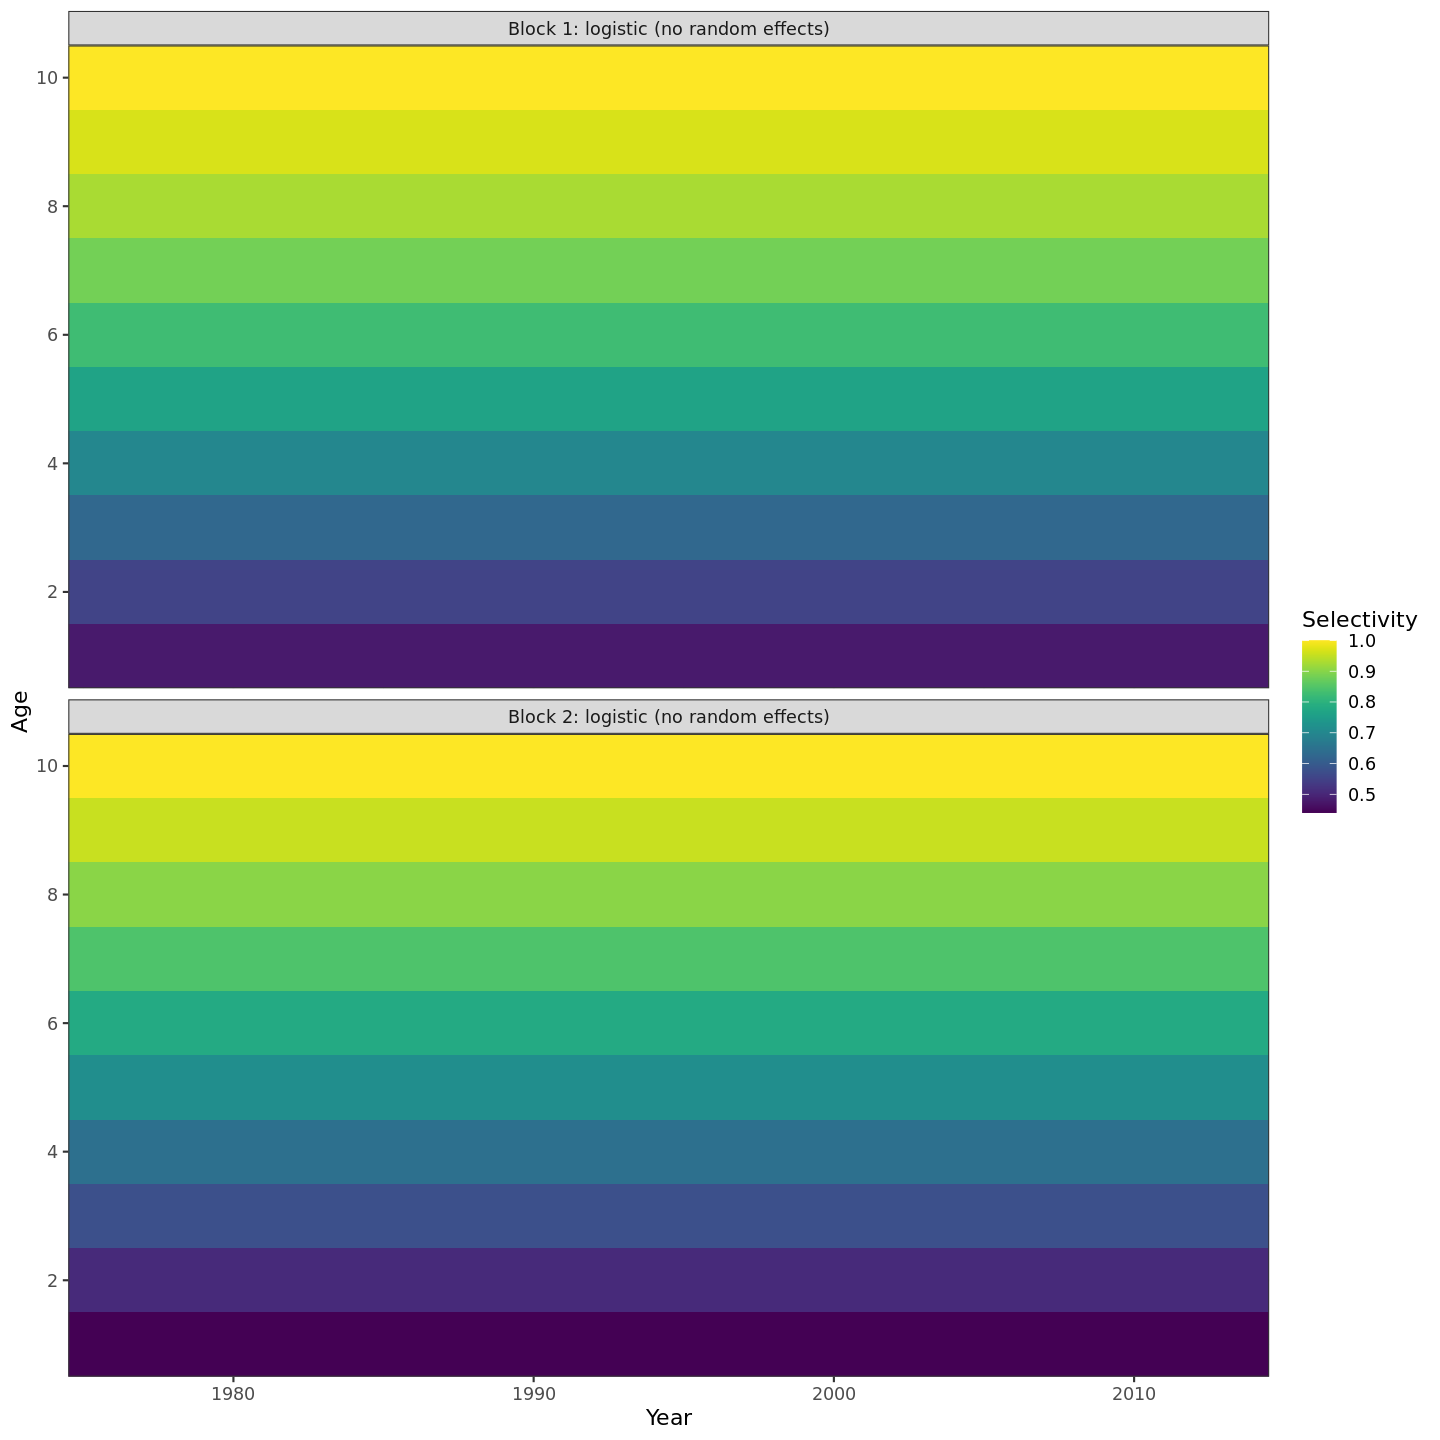 Block 1: logistic (no random effects)
10
8
6
4
2
Block 2: logistic (no random effects)
10
8
6
4
2
Age
1980 1990 2000 2010
Year
Selectivity
1.0
0.9
0.8
0.7
0.6
0.5